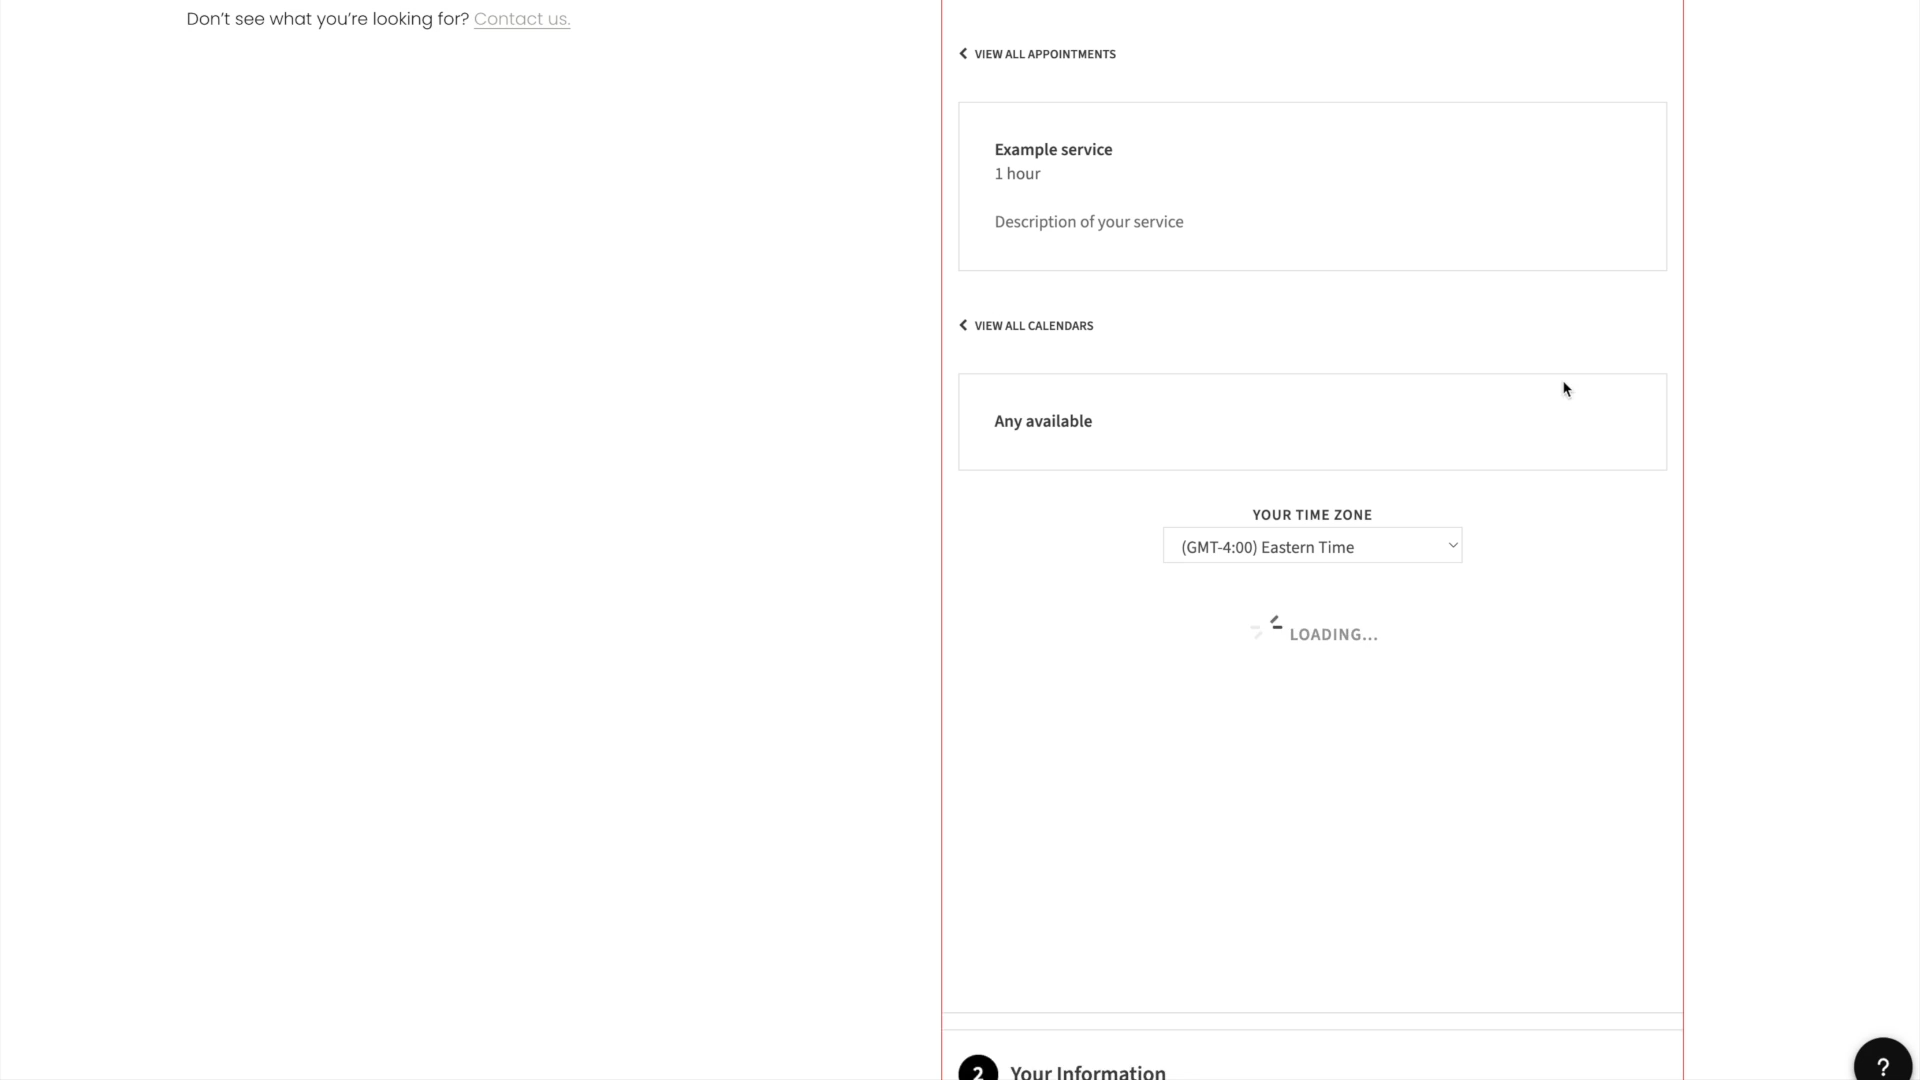 Don’t see what you’re looking for? Contact us.
VIEW ALL APPOINTMENTS
Example service
1 hour
Description of your service
VIEW ALL CALENDARS
Any available
YOUR TIME ZONE
(GMT-4:00) Eastern Time
LOADING...
2 Your Information
?